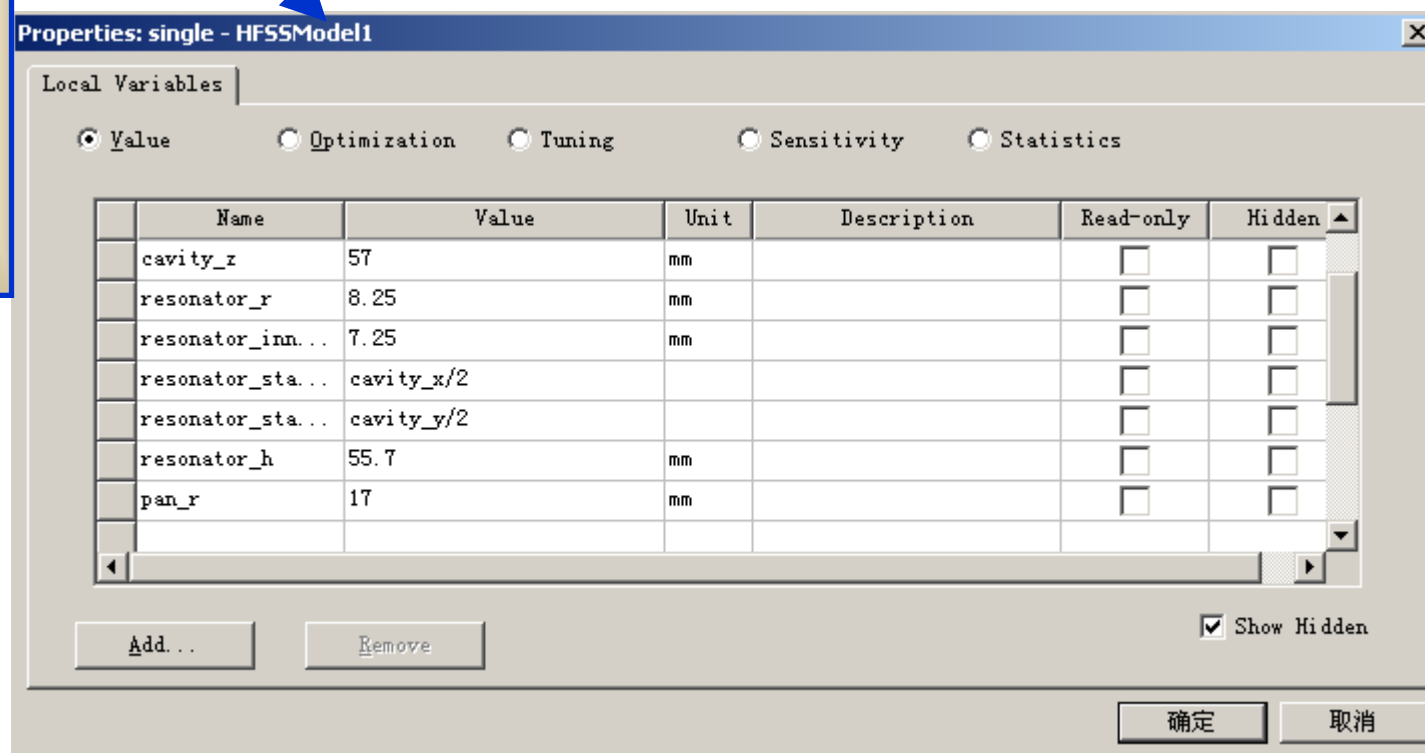 Properties: single - HFSSModel1
Local Variables
Value Optimization Tuning Sensitivity Statistics
Name Value Unit Description Read-only Hidden
cavity_z 57 mm
resonator_r 8.25 mm
resonator_inn... 7.25 mm
resonator_sta... cavity_x/2
resonator_sta... cavity_y/2
resonator_h 55.7 mm
pan_r 17 mm
Add... Remove Show Hidden
确定 取消